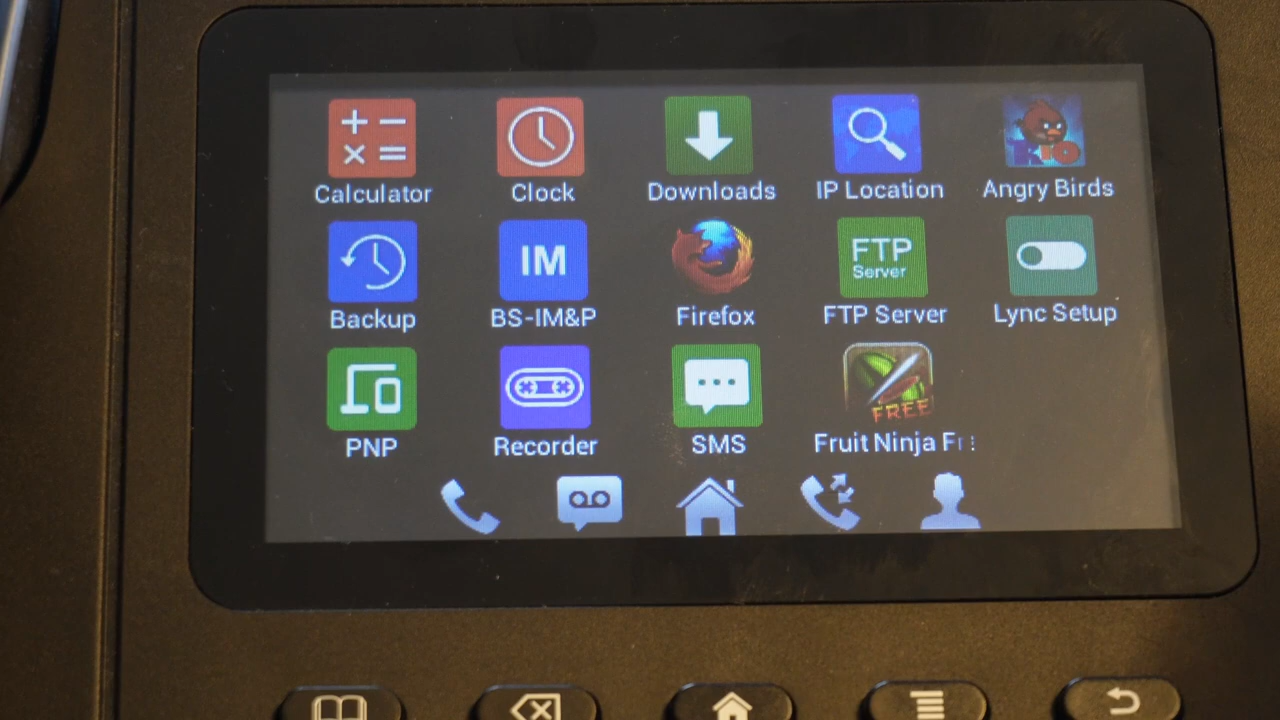 Calculator
Clock
Downloads
IP Location
Angry Birds
Backup
IM
BS-IM&P
Firefox
FTP
Server
FTP Server
Lync Setup
PNP
Recorder
SMS
FREE
Fruit Ninja Fr